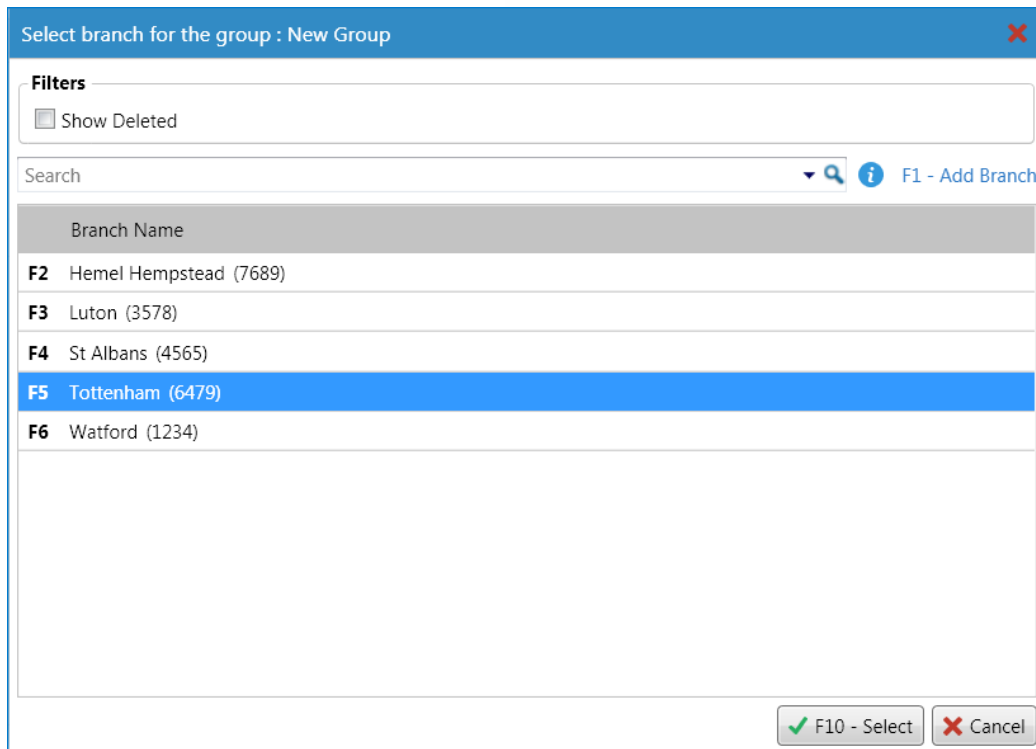 Select branch for the group : New Group
Filters
Show Deleted
Search
F1 - Add Branch
Branch Name
F2 Hemel Hempstead (7689)
F3 Luton (3578)
F4 St Albans (4565)
F5 Tottenham (6479)
F6 Watford (1234)
F10 - Select
Cancel